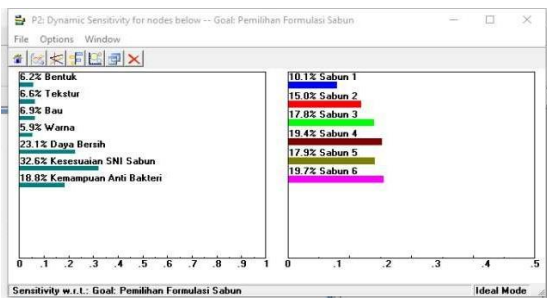 P2: Dynamic Sensitivity for nodes below -- Goal: Pemilihan Formulasi Sabun
File Options Window
6.2% Bentuk
6.6% Tekstur
6.9% Bau
5.9% Warna
23.1% Daya Bersih
32.6% Kesesuaian SNI Sabun
18.8% Kemampuan Anti Bakteri
0 .1 .2 .3 .4 .5 .6 .7 .8 .9 1
10.1% Sabun 1
15.0% Sabun 2
17.8% Sabun 3
19.4% Sabun 4
17.9% Sabun 5
19.7% Sabun 6
0 .1 .2 .3 .4 .5
Sensitivity w.r.t.: Goal: Pemilihan Formulasi Sabun
Ideal Mode